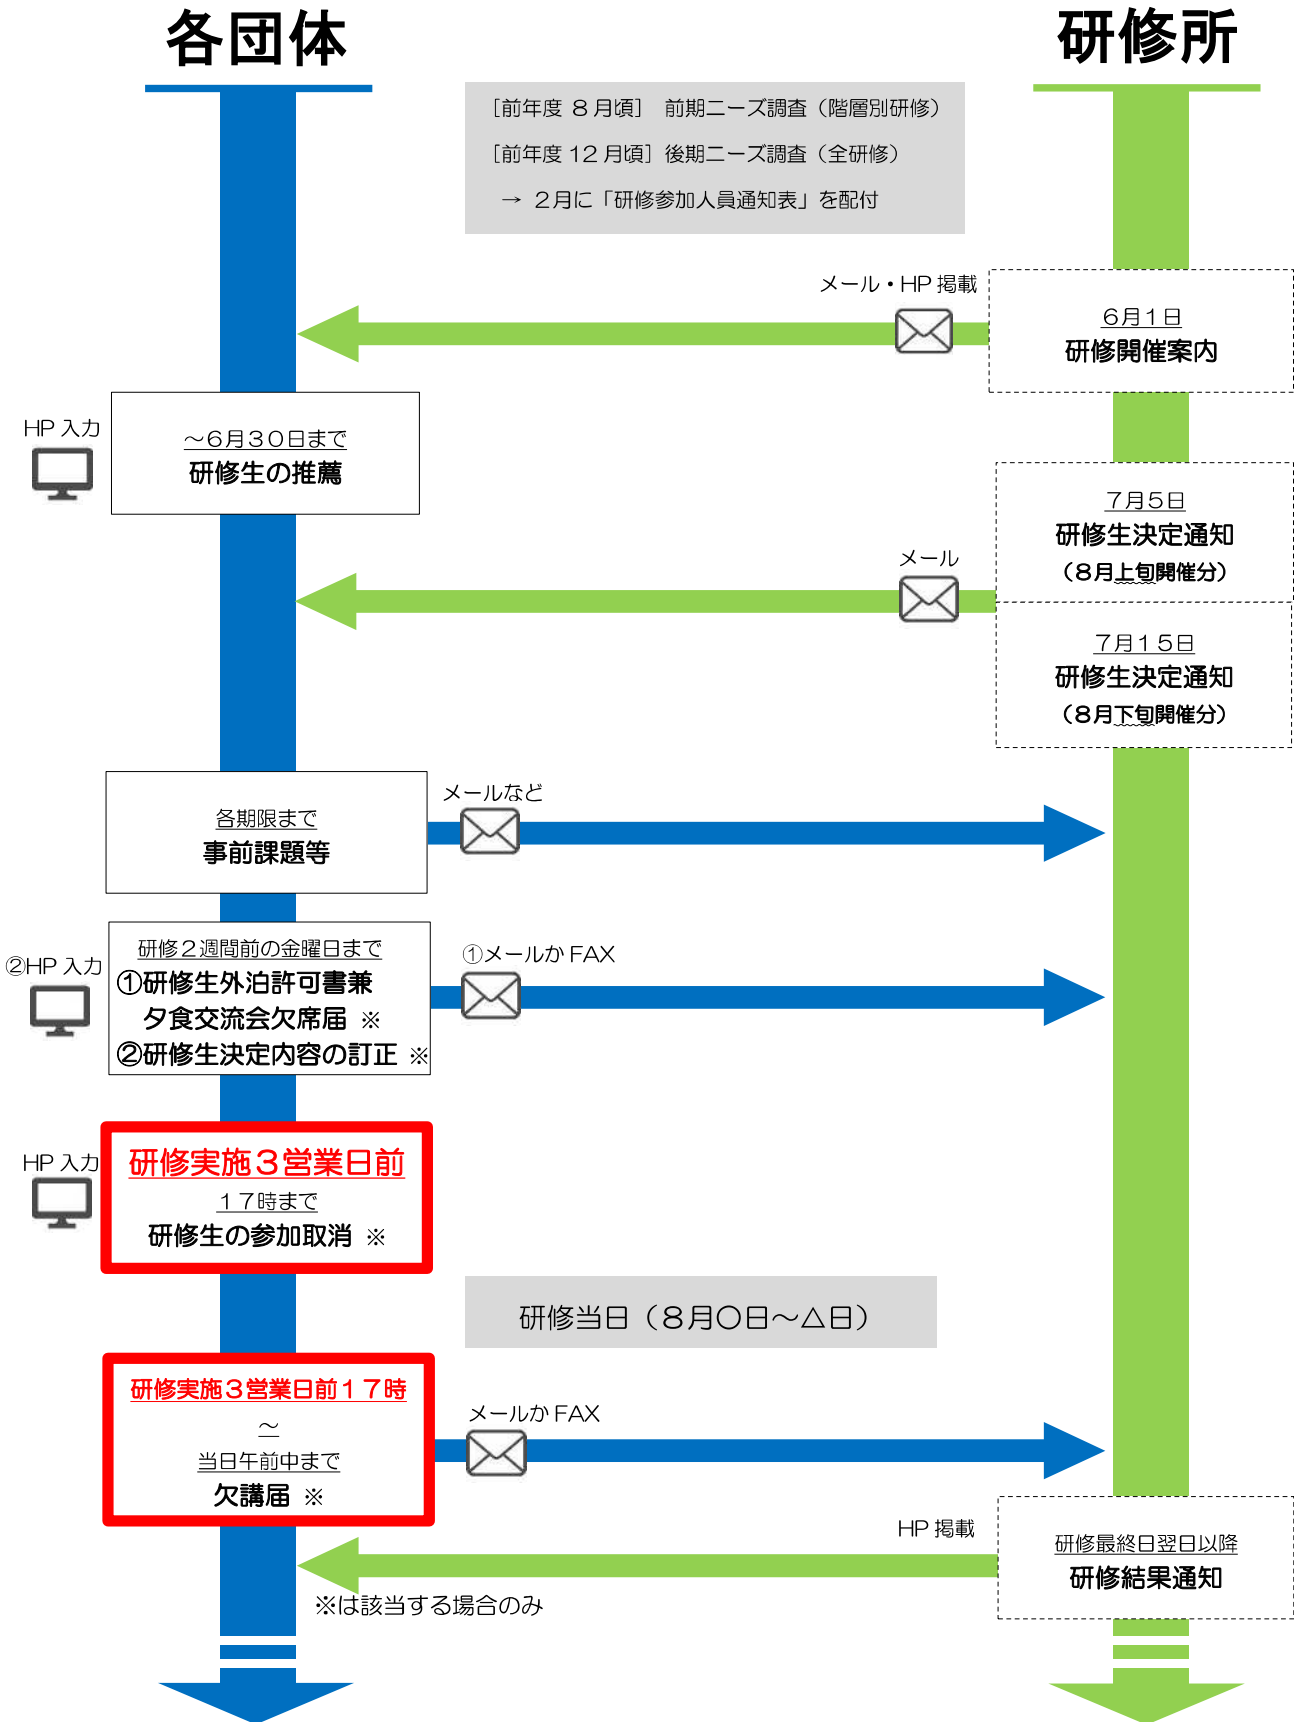 各団体
研修所
[前年度 8月頃] 前期ニーズ調査（階層別研修）
[前年度 12月頃] 後期ニーズ調査（全研修）
→ 2月に「研修参加人員通知表」を配付
メール・HP 掲載
6月1日
研修開催案内
HP 入力
～6月30日まで
研修生の推薦
7月5日
研修生決定通知
（8月上旬開催分）
メール
7月15日
研修生決定通知
（8月下旬開催分）
メールなど
各期限まで
事前課題等
②HP 入力
研修2週間前の金曜日まで
①研修生外泊許可書兼
夕食交流会欠席届 ※
②研修生決定内容の訂正 ※
①メールか FAX
HP 入力
研修実施3営業日前
17時まで
研修生の参加取消 ※
研修当日（8月〇日～△日）
研修実施3営業日前17時
～
当日午前中まで
欠講届 ※
メールか FAX
HP 掲載
研修最終日翌日以降
研修結果通知
※は該当する場合のみ